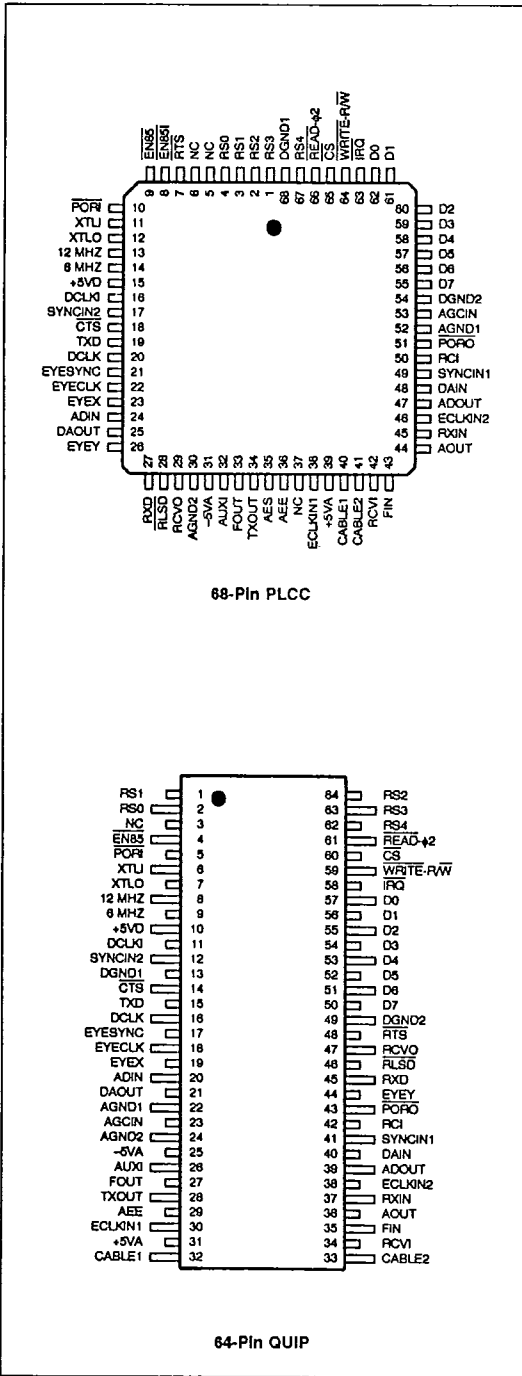 EN85
EN85I
RTS
NC
NC
RS0
RS1
RS2
RS3
DGND1
RS4
READ-ϕ2
CS
WRITE-R/W
IRQ
D0
D1
9 8 7 6 5 4 3 2 1 68 67 66 65 64 63 62 61
PORI 10
XTLI 11
XTLO 12
12 MHZ 13
6 MHZ 14
+5VD 15
DCLKI 16
SYNCIN2 17
CTS 18
TXD 19
DCLK 20
EYESYNC 21
EYECLK 22
EYEX 23
ADIN 24
DAOUT 25
EYEY 26
60 D2
59 D3
58 D4
57 D5
56 D6
55 D7
54 DGND2
53 AGCIN
52 AGND1
51 PORO
50 RCI
49 SYNCIN1
48 DAIN
47 ADOUT
46 ECLKIN2
45 RXIN
44 AOUT
27 28 29 30 31 32 33 34 35 36 37 38 39 40 41 42 43
RXD
RLSD
RCVO
AGND2
-5VA
AUXI
FOUT
TXOUT
AES
AEE
NC
ECLKIN1
+5VA
CABLE1
CABLE2
RCVI
FIN
68-Pin PLCC
RS1 1 64 RS2
RS0 2 63 RS3
NC 3 62 RS4
EN85 4 61 READ-ϕ2
PORI 5 60 CS
XTLI 6 59 WRITE-R/W
XTLO 7 58 IRQ
12 MHZ 8 57 D0
6 MHZ 9 56 D1
+5VD 10 55 D2
DCLKI 11 54 D3
SYNCIN2 12 53 D4
DGND1 13 52 D5
CTS 14 51 D6
TXD 15 50 D7
DCLK 16 49 DGND2
EYESYNC 17 48 RTS
EYECLK 18 47 RCVO
EYEX 19 46 RLSD
ADIN 20 45 RXD
DAOUT 21 44 EYEY
AGND1 22 43 PORO
AGCIN 23 42 RCI
AGND2 24 41 SYNCIN1
-5VA 25 40 DAIN
AUXI 26 39 ADOUT
FOUT 27 38 ECLKIN2
TXOUT 28 37 RXIN
AEE 29 36 AOUT
ECLKIN1 30 35 FIN
+5VA 31 34 RCVI
CABLE1 32 33 CABLE2
64-Pin QUIP